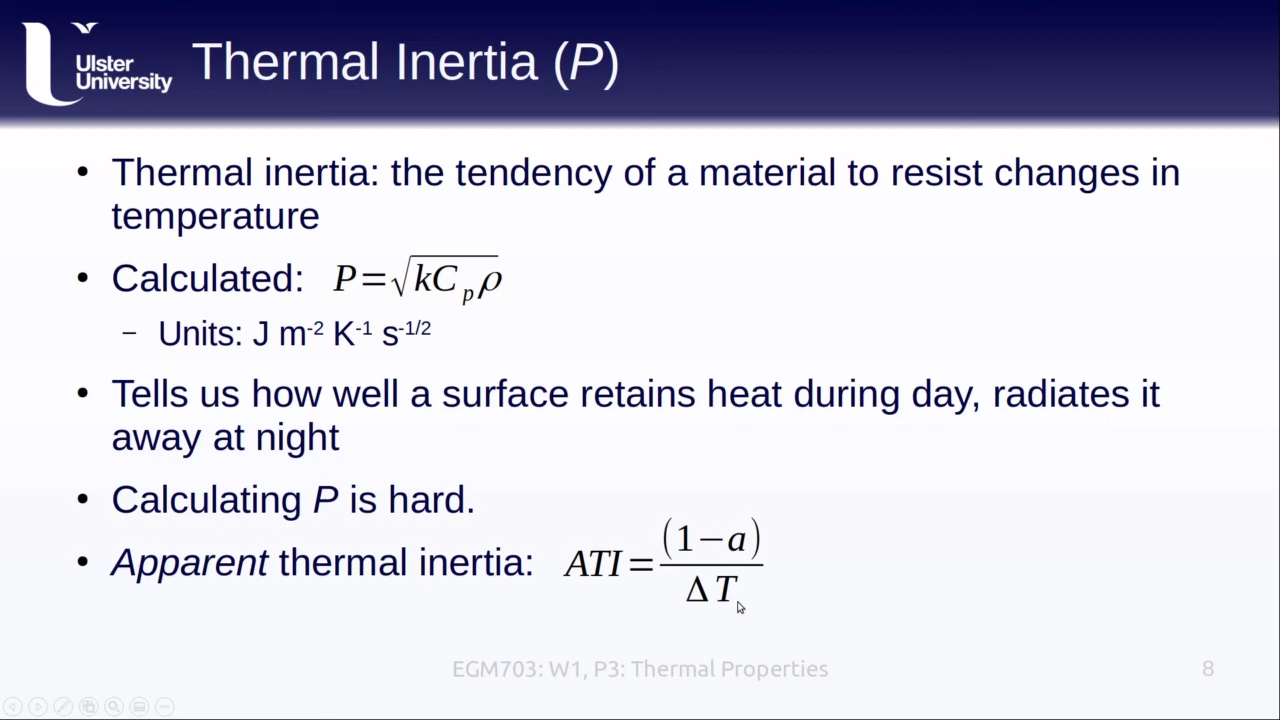 Ulster
University
Thermal Inertia (P)
• Thermal inertia: the tendency of a material to resist changes in
temperature
• Calculated: P=√kCₚρ
– Units: J m⁻² K⁻¹ s⁻¹/²
• Tells us how well a surface retains heat during day, radiates it
away at night
• Calculating P is hard.
• Apparent thermal inertia: ATI=(1−a)/ΔT
EGM703: W1, P3: Thermal Properties
8